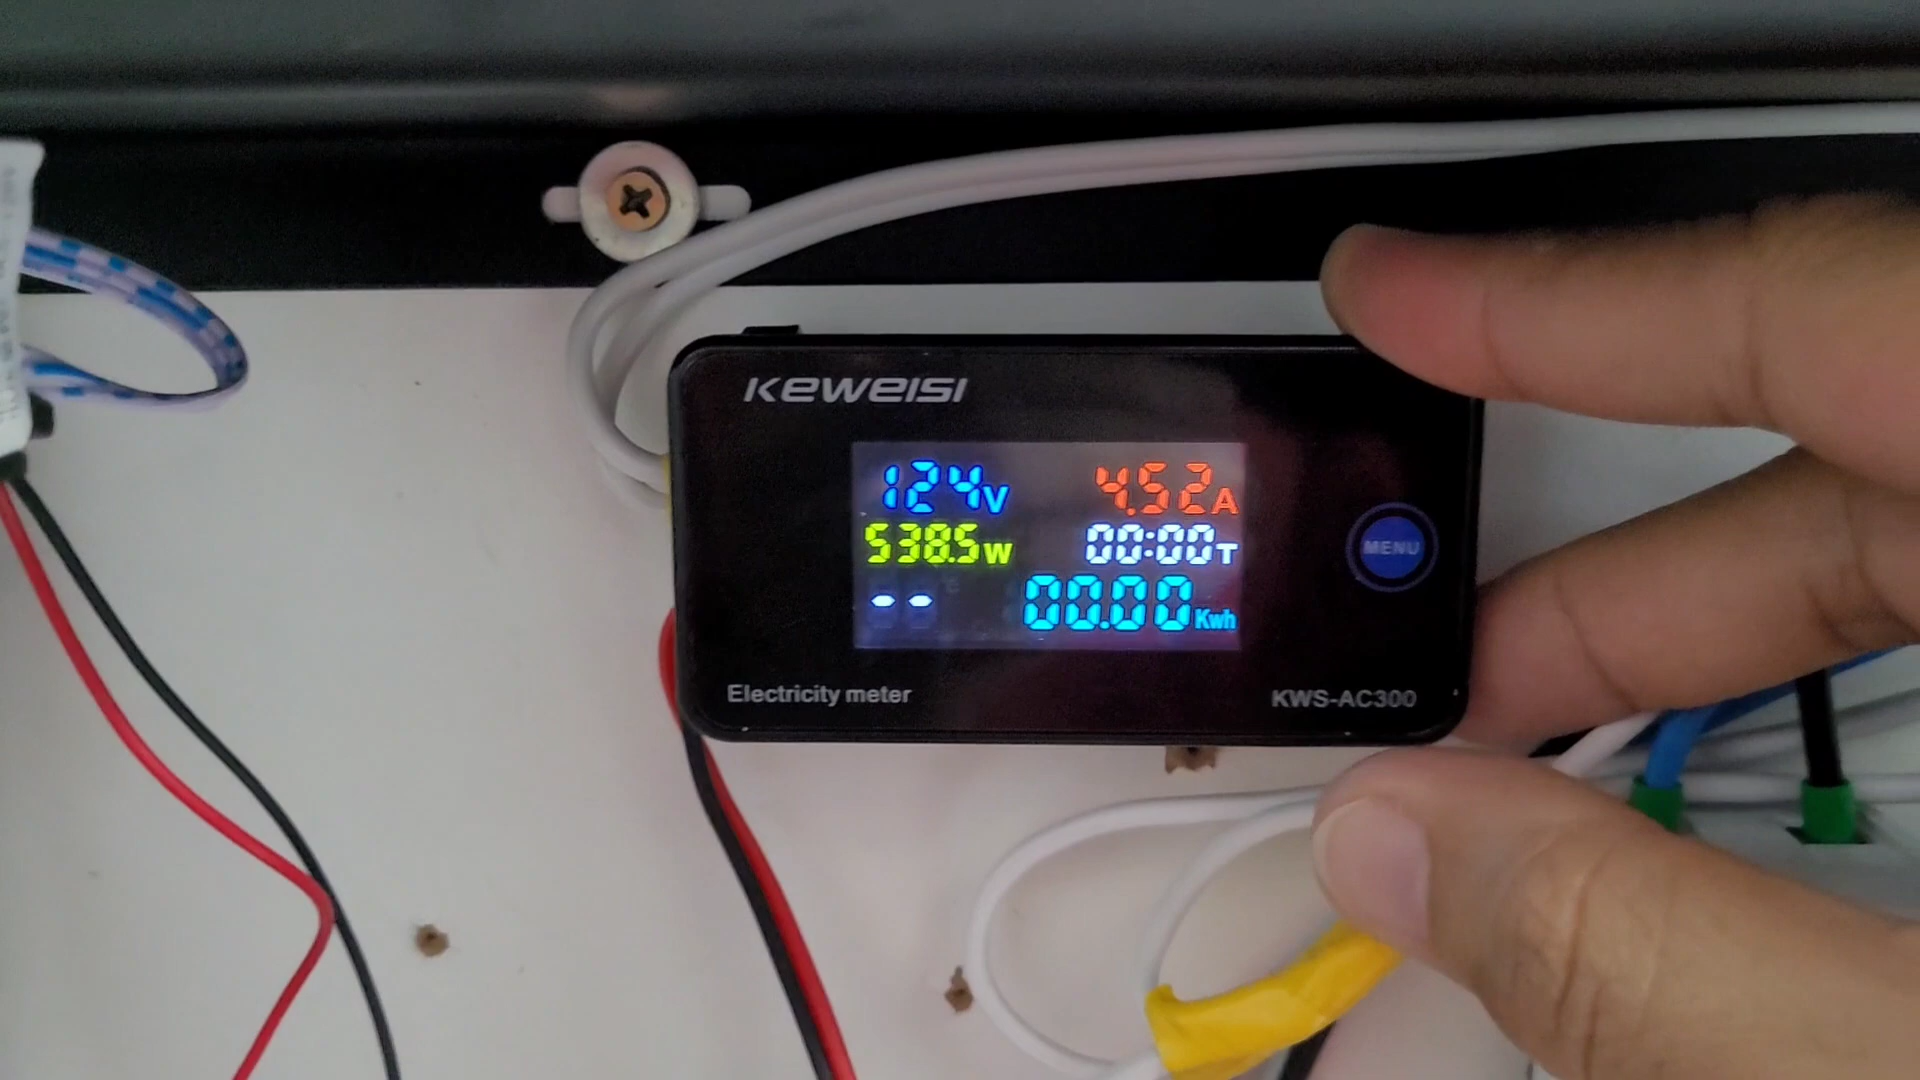 KEWEISI
124V 4.52A
538.5W 00:00T
-- 00.00Kwh
MENU
Electricity meter KWS-AC300